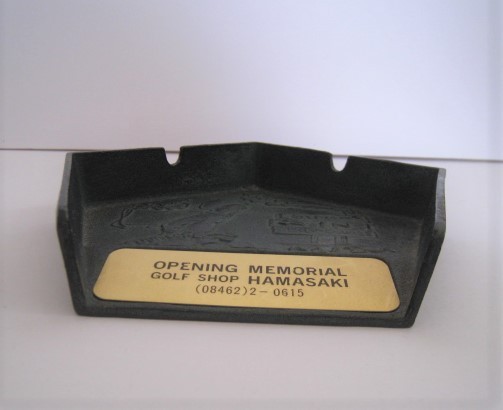 OPENING MEMORIAL
GOLF SHOP HAMASAKI
(08462)2-0615